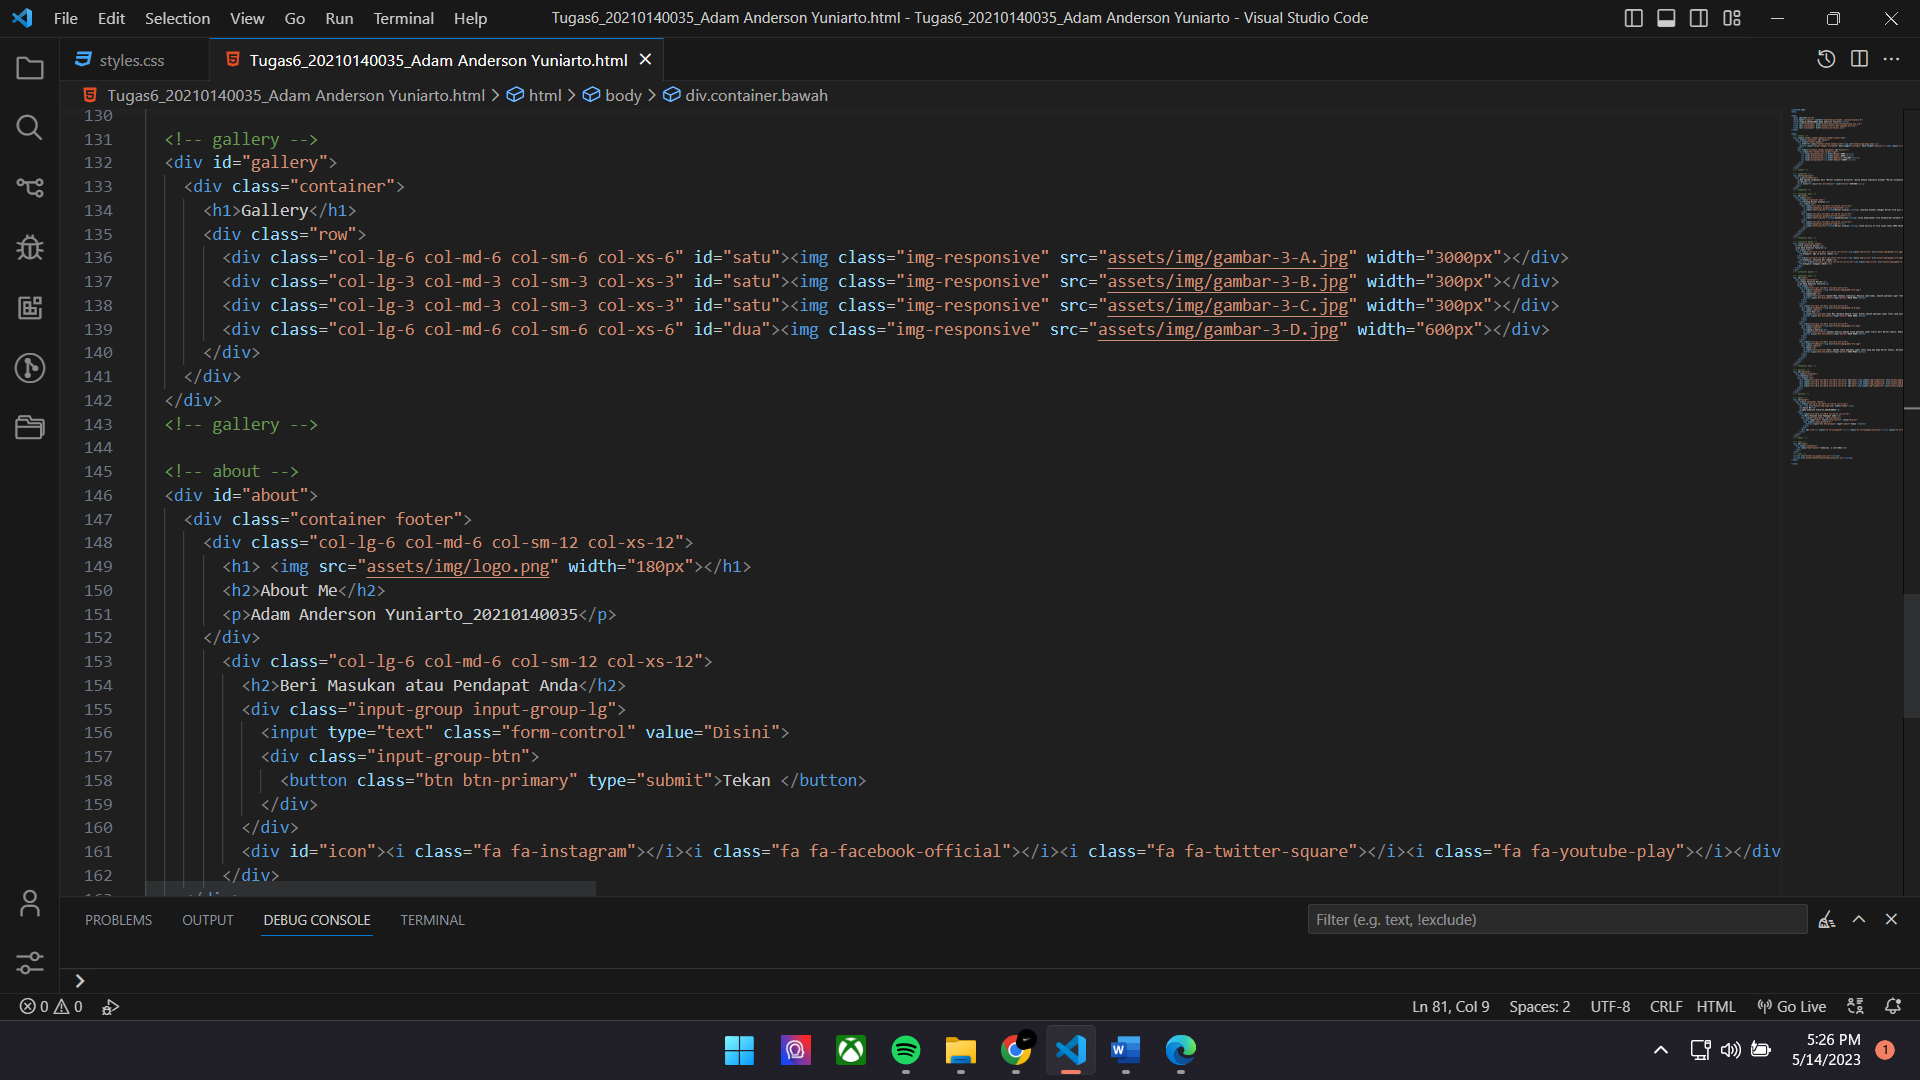 File Edit Selection View Go Run Terminal Help
Tugas6_20210140035_Adam Anderson Yuniarto.html - Tugas6_20210140035_Adam Anderson Yuniarto - Visual Studio Code
styles.css
Tugas6_20210140035_Adam Anderson Yuniarto.html
Tugas6_20210140035_Adam Anderson Yuniarto.html > html > body > div.container.bawah
130
131 <!-- gallery -->
132 <div id="gallery">
133 <div class="container">
134 <h1>Gallery</h1>
135 <div class="row">
136 <div class="col-lg-6 col-md-6 col-sm-6 col-xs-6" id="satu"><img class="img-responsive" src="assets/img/gambar-3-A.jpg" width="3000px"></div>
137 <div class="col-lg-3 col-md-3 col-sm-3 col-xs-3" id="satu"><img class="img-responsive" src="assets/img/gambar-3-B.jpg" width="300px"></div>
138 <div class="col-lg-3 col-md-3 col-sm-3 col-xs-3" id="satu"><img class="img-responsive" src="assets/img/gambar-3-C.jpg" width="300px"></div>
139 <div class="col-lg-6 col-md-6 col-sm-6 col-xs-6" id="dua"><img class="img-responsive" src="assets/img/gambar-3-D.jpg" width="600px"></div>
140 </div>
141 </div>
142 </div>
143 <!-- gallery -->
144
145 <!-- about -->
146 <div id="about">
147 <div class="container footer">
148 <div class="col-lg-6 col-md-6 col-sm-12 col-xs-12">
149 <h1> <img src="assets/img/logo.png" width="180px"></h1>
150 <h2>About Me</h2>
151 <p>Adam Anderson Yuniarto_20210140035</p>
152 </div>
153 <div class="col-lg-6 col-md-6 col-sm-12 col-xs-12">
154 <h2>Beri Masukan atau Pendapat Anda</h2>
155 <div class="input-group input-group-lg">
156 <input type="text" class="form-control" value="Disini">
157 <div class="input-group-btn">
158 <button class="btn btn-primary" type="submit">Tekan </button>
159 </div>
160 </div>
161 <div id="icon"><i class="fa fa-instagram"></i><i class="fa fa-facebook-official"></i><i class="fa fa-twitter-square"></i><i class="fa fa-youtube-play"></i></div
162 </div>
PROBLEMS OUTPUT DEBUG CONSOLE TERMINAL
Filter (e.g. text, !exclude)
0 0
Ln 81, Col 9 Spaces: 2 UTF-8 CRLF HTML Go Live
5:26 PM
5/14/2023
1